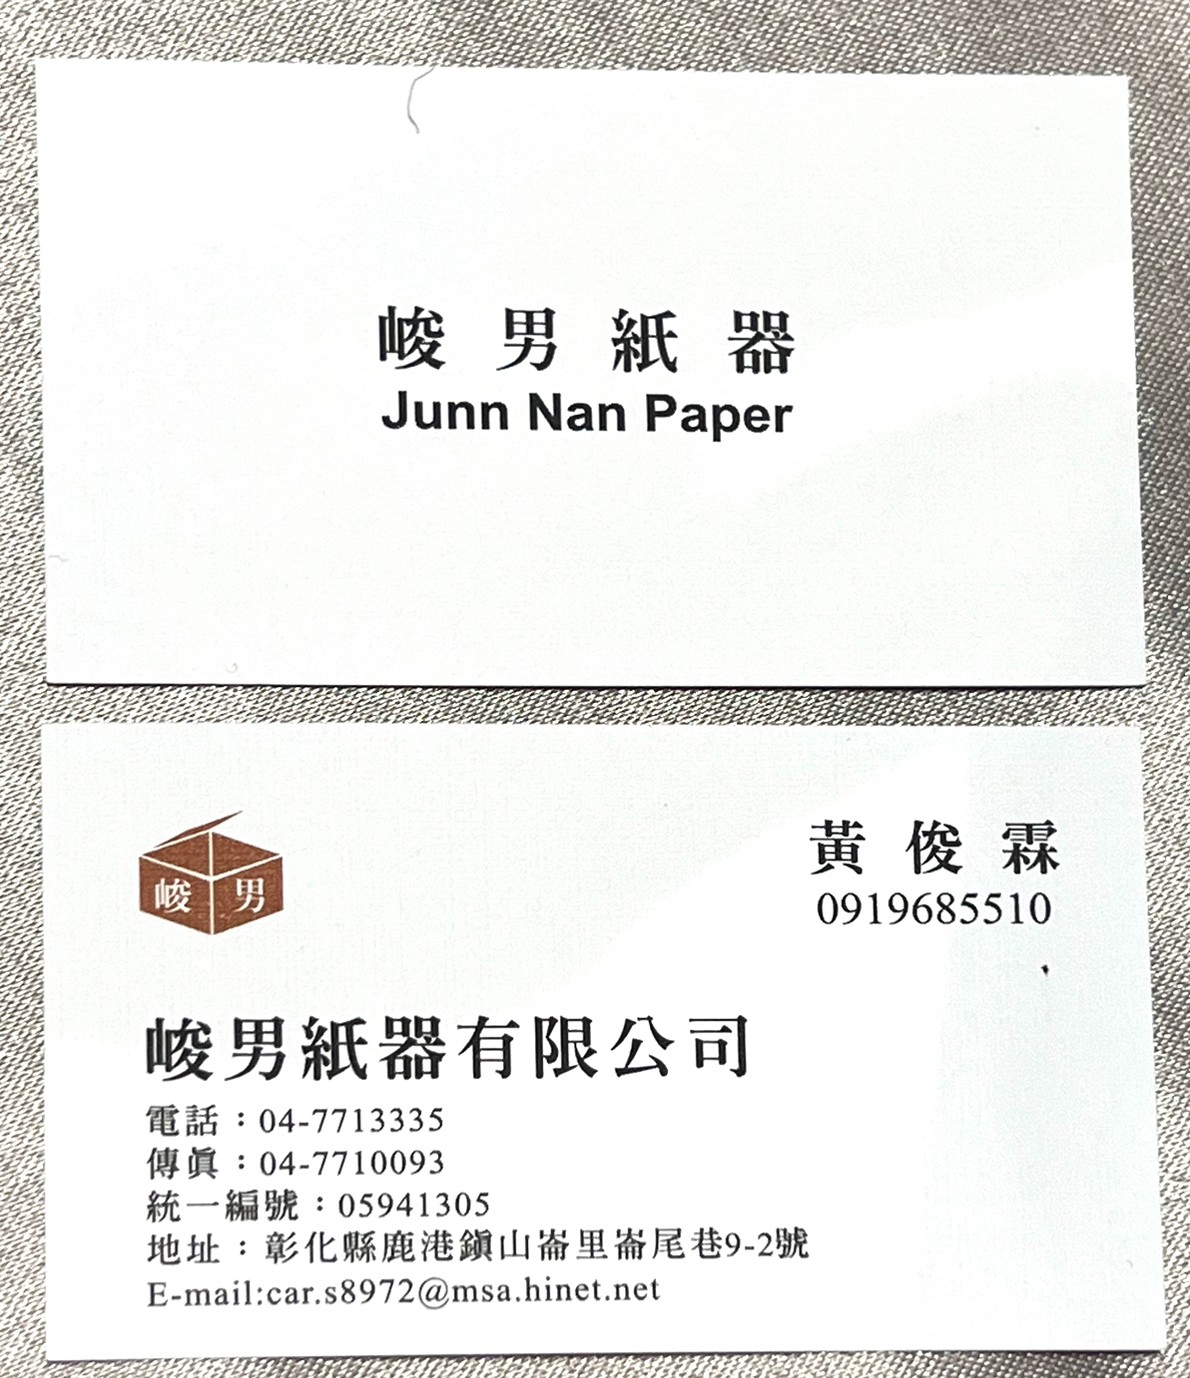 峻男紙器
Junn Nan Paper
峻男
黃俊霖
0919685510
峻男紙器有限公司
電話：04-7713335
傳眞：04-7710093
統一編號：05941305
地址：彰化縣鹿港鎭山崙里崙尾巷9-2號
E-mail:car.s8972@msa.hinet.net